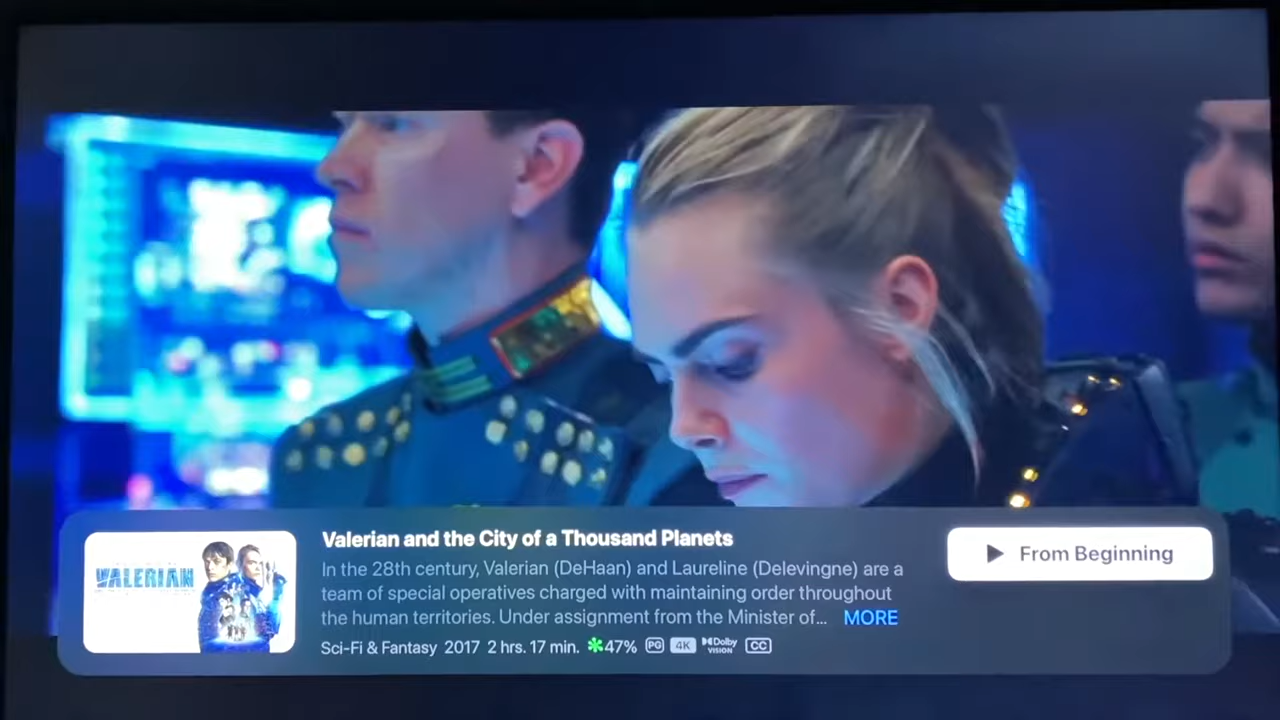 Valerian and the City of a Thousand Planets
In the 28th century, Valerian (DeHaan) and Laureline (Delevingne) are a
team of special operatives charged with maintaining order throughout
the human territories. Under assignment from the Minister of... MORE
Sci-Fi & Fantasy 2017 2 hrs. 17 min. 47% PG 4K Dolby VISION CC
From Beginning
VALERIAN